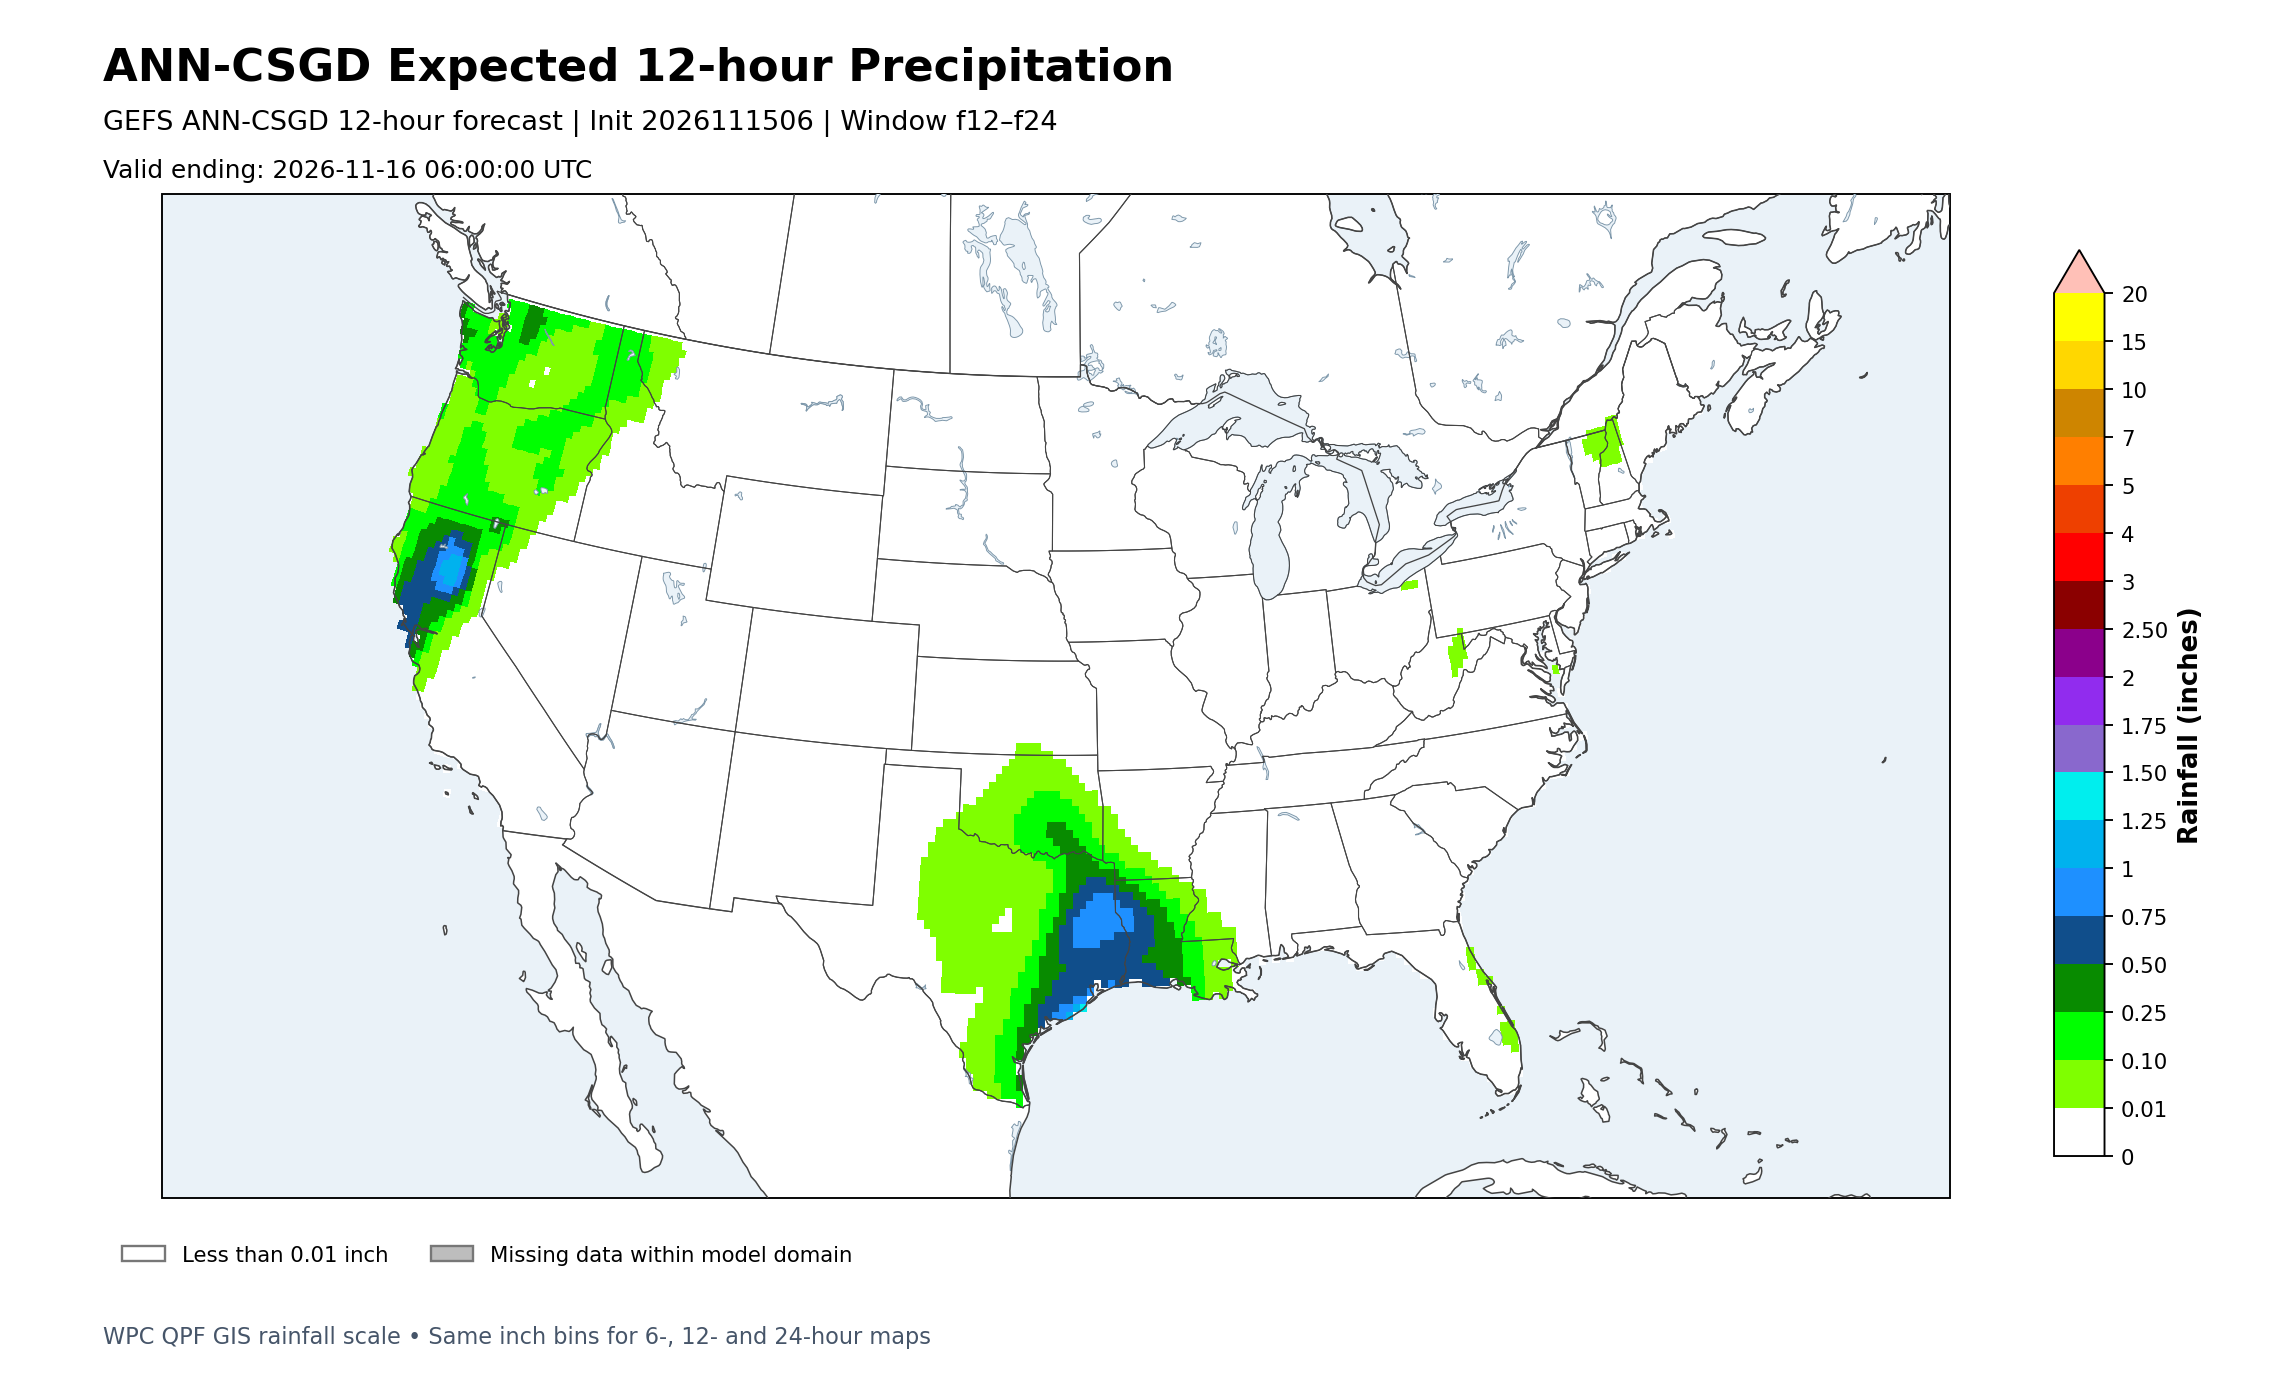 ANN-CSGD Expected 12-hour Precipitation
GEFS ANN-CSGD 12-hour forecast | Init 2026111506 | Window f12–f24
Valid ending: 2026-11-16 06:00:00 UTC
20
15
10
7
5
4
3
2.50
2
1.75
1.50
1.25
1
0.75
0.50
0.25
0.10
0.01
0
Rainfall (inches)
Less than 0.01 inch
Missing data within model domain
WPC QPF GIS rainfall scale • Same inch bins for 6-, 12- and 24-hour maps